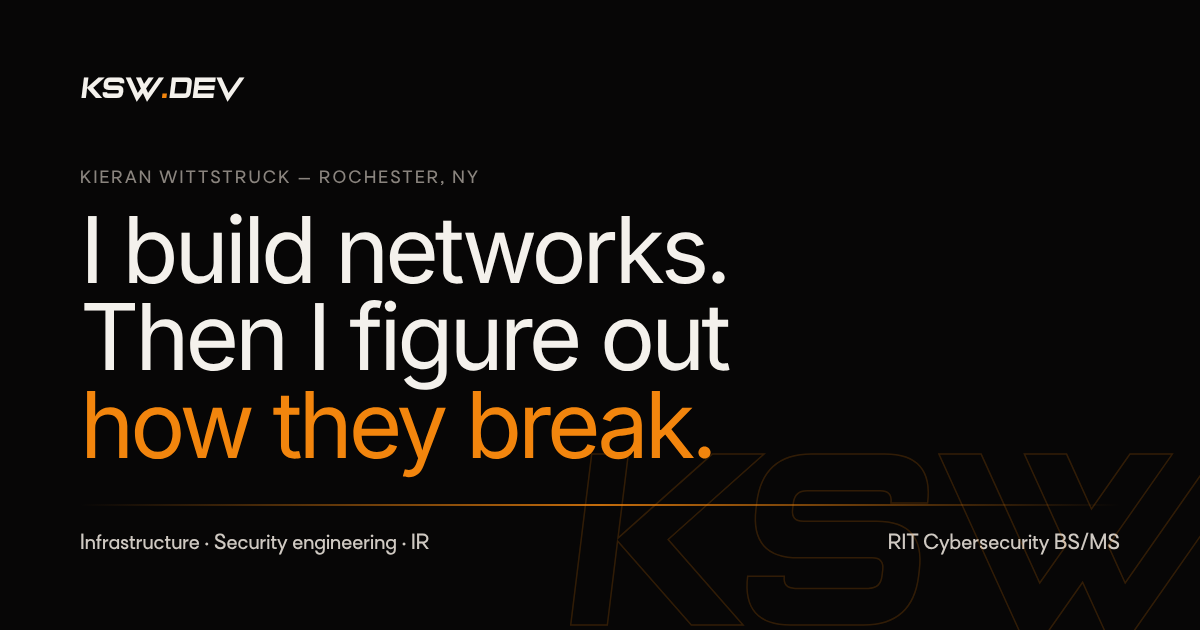 KSW.DEV
KIERAN WITTSTRUCK — ROCHESTER, NY
I build networks.
Then I figure out
how they break.
Infrastructure · Security engineering · IR
RIT Cybersecurity BS/MS
KSW